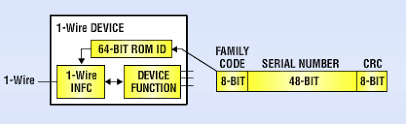 1-Wire DEVICE
64-BIT ROM ID
1-Wire
1-Wire
INFC
DEVICE
FUNCTION
FAMILY
CODE
SERIAL NUMBER
CRC
8-BIT
48-BIT
8-BIT